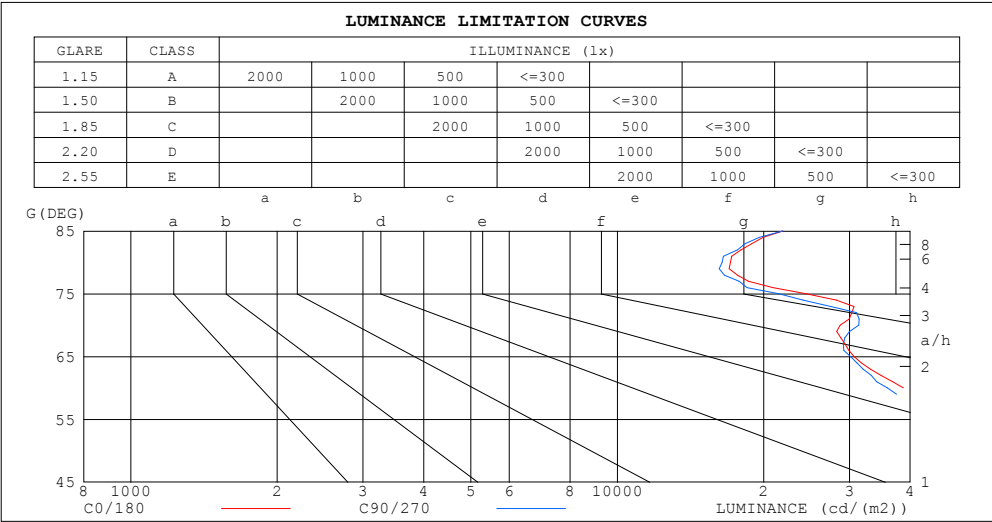 LUMINANCE LIMITATION CURVES
GLARE CLASS ILLUMINANCE (lx)
1.15 A 2000 1000 500 <=300
1.50 B 2000 1000 500 <=300
1.85 C 2000 1000 500 <=300
2.20 D 2000 1000 500 <=300
2.55 E 2000 1000 500 <=300
a b c d e f g h
G(DEG)
a b c d e f g h
85
8
6
75
4
3
a/h
65
2
55
45 1
8 1000 2 3 4 5 6 8 10000 2 3 4
C0/180 C90/270 LUMINANCE (cd/(m2))